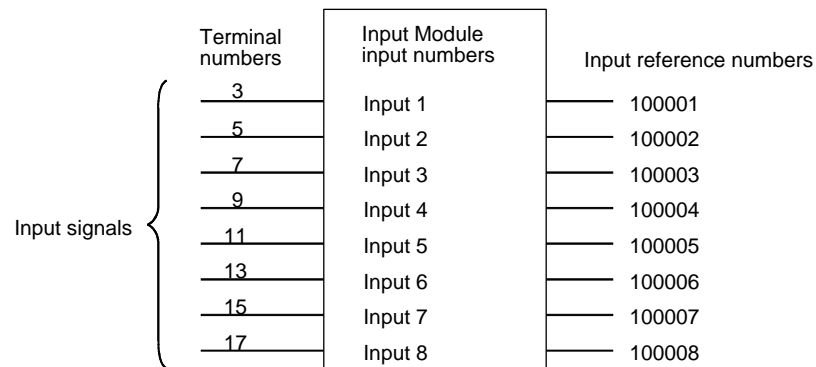 Terminal numbers
Input Module input numbers
Input reference numbers
Input signals
3 Input 1 100001
5 Input 2 100002
7 Input 3 100003
9 Input 4 100004
11 Input 5 100005
13 Input 6 100006
15 Input 7 100007
17 Input 8 100008